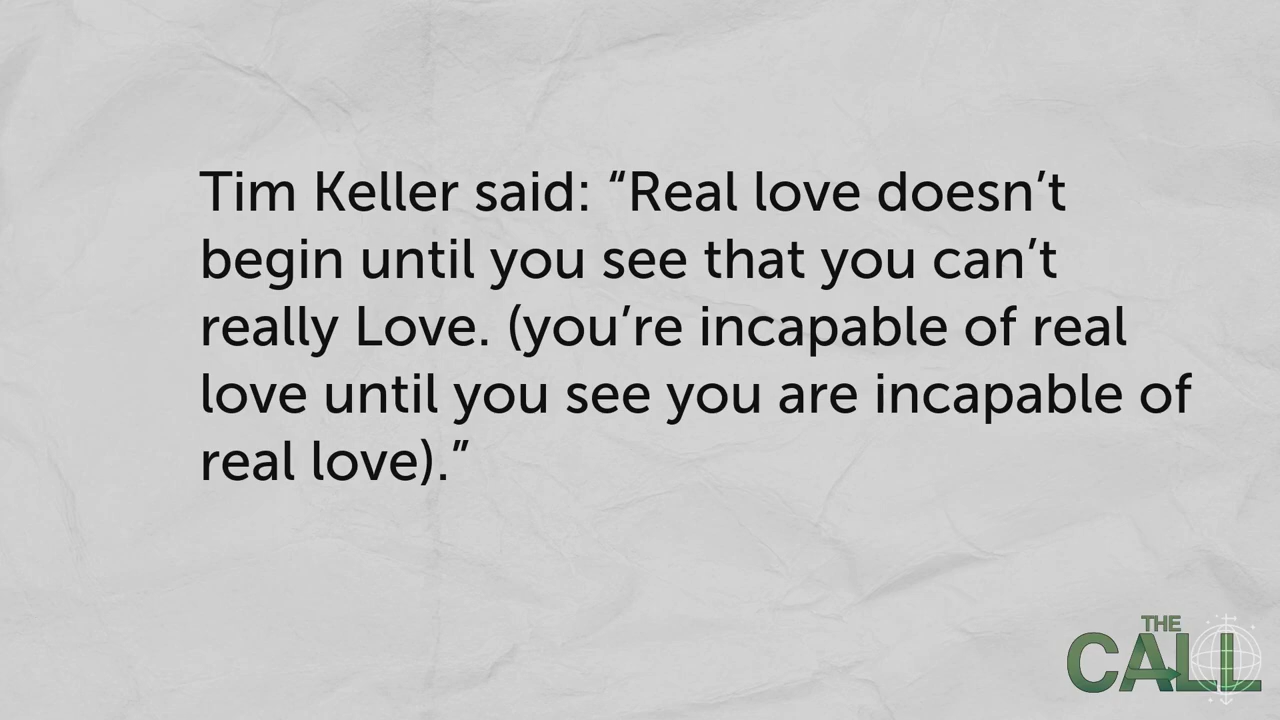 Tim Keller said: “Real love doesn’t
begin until you see that you can’t
really Love. (you’re incapable of real
love until you see you are incapable of
real love).”
THE
CALL